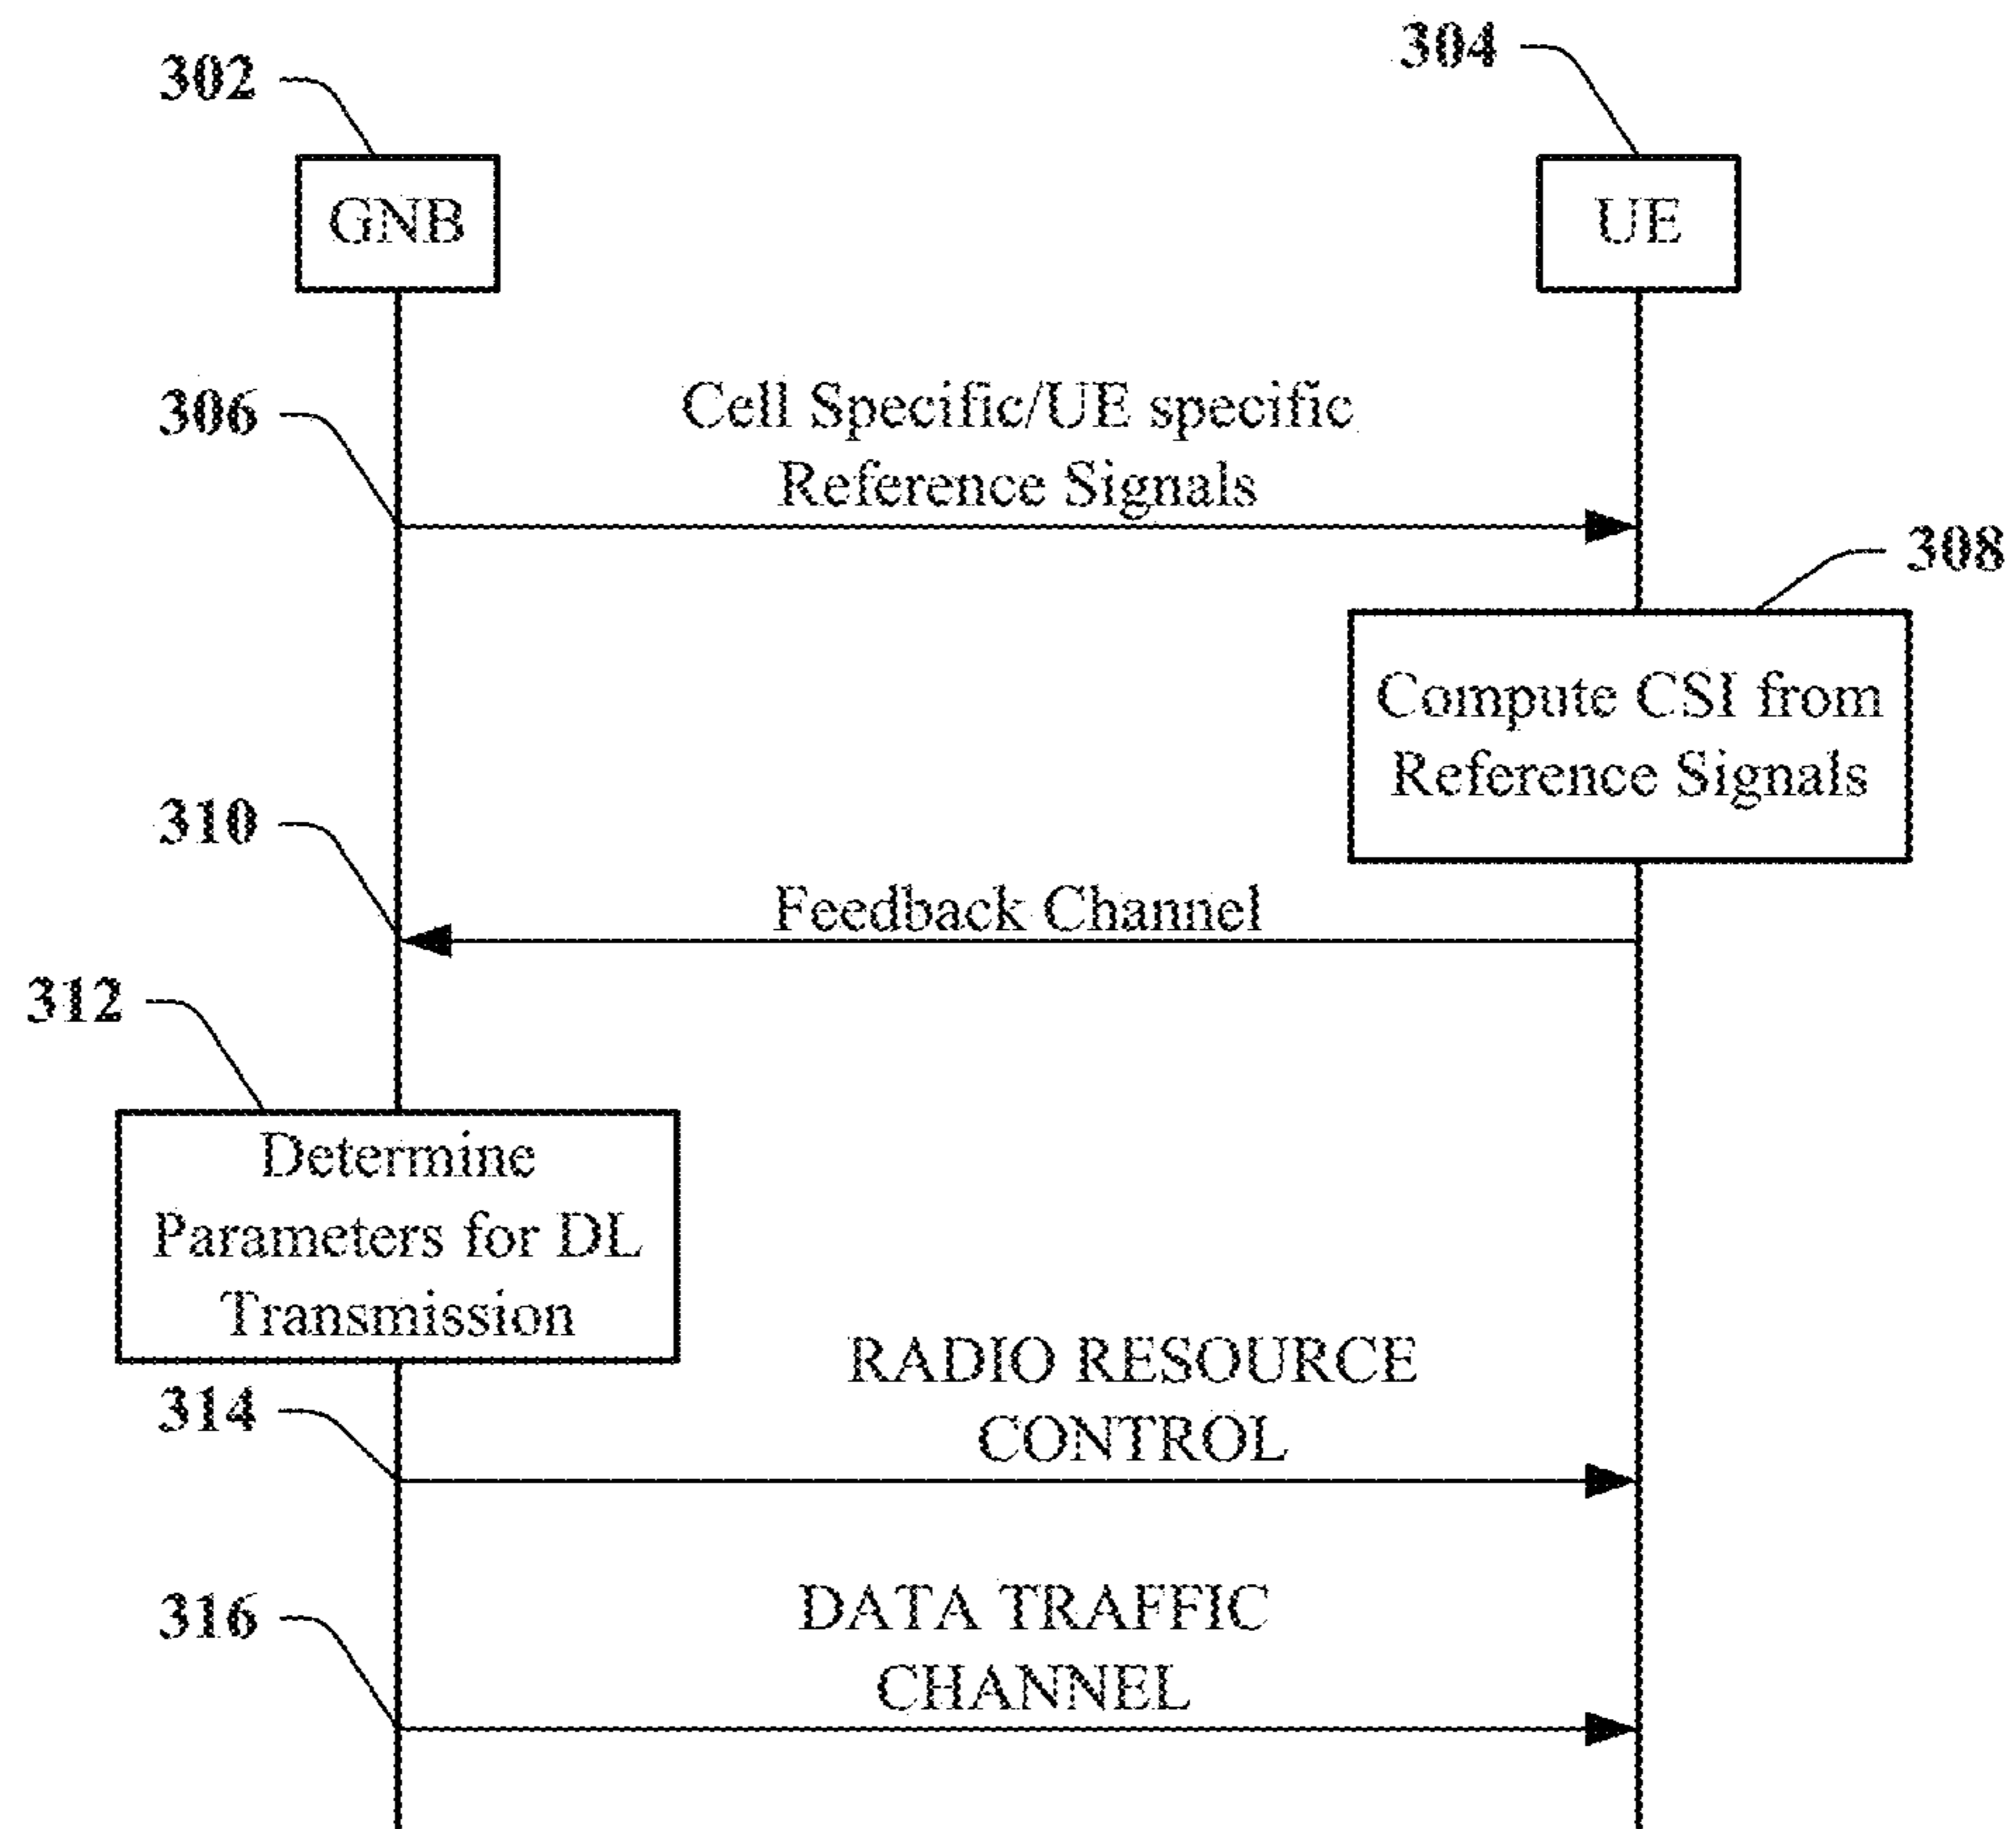 304
302
GNB
UE
306
Cell Specific/UE specific
Reference Signals
308
Compute CSI from
Reference Signals
310
Feedback Channel
312
Determine
Parameters for DL
Transmission
RADIO RESOURCE
CONTROL
314
DATA TRAFFIC
CHANNEL
316